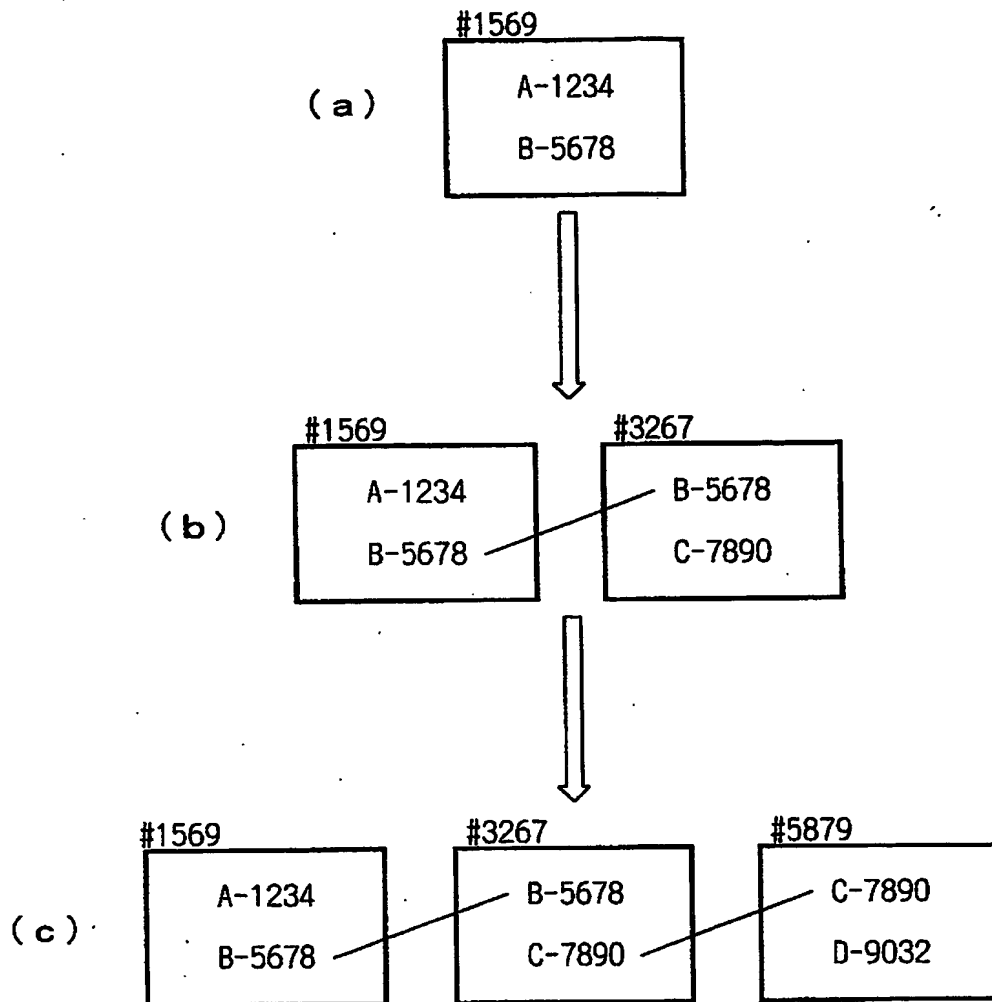 #1569
(a)
A-1234
B-5678
#1569 #3267
(b)
A-1234 B-5678
B-5678 C-7890
#1569 #3267 #5879
(c)
A-1234 B-5678 C-7890
B-5678 C-7890 D-9032